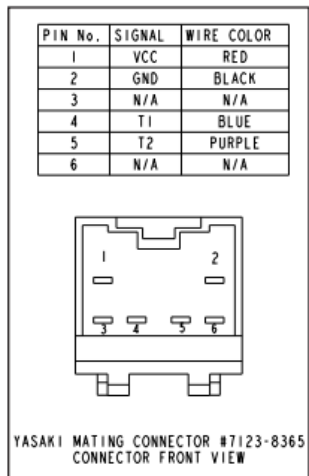 PIN No. SIGNAL WIRE COLOR
1 VCC RED
2 GND BLACK
3 N/A N/A
4 T1 BLUE
5 T2 PURPLE
6 N/A N/A
1 2
3 4 5 6
YASAKI MATING CONNECTOR #7123-8365
CONNECTOR FRONT VIEW